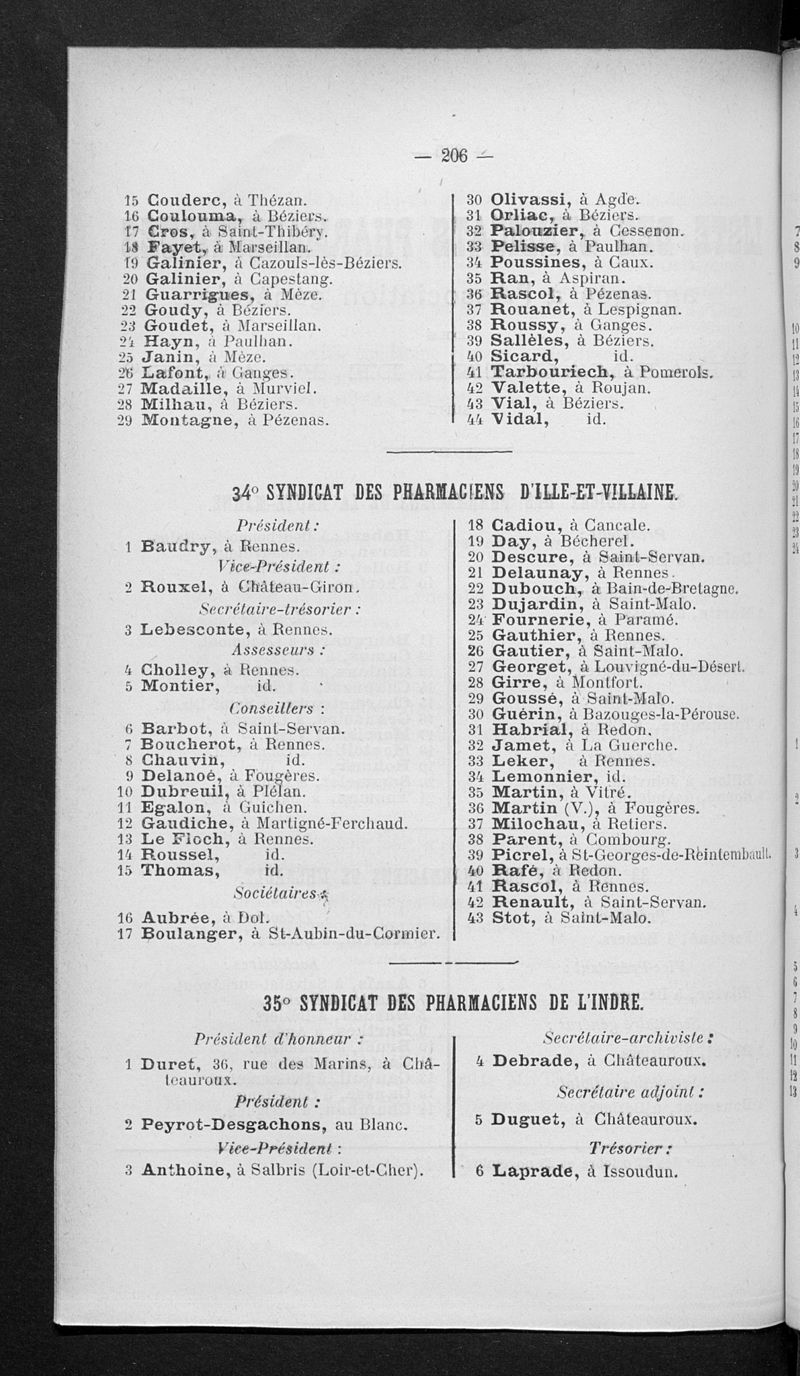 — 206 —
15 Couderc, à Thézan.
16 Coulouma, à Béziers.
17 Cros, à Saint-Thibéry.
18 Fayet, à Marseillan.
19 Galinier, à Cazouls-lès-Béziers.
20 Galinier, à Capestang.
21 Guarrigues, à Mèze.
22 Goudy, à Béziers.
23 Goudet, à Marseillan.
24 Hayn, à Paulhan.
25 Janin, à Mèze.
26 Lafont, à Ganges.
27 Madaille, à Murviel.
28 Milhau, à Béziers.
29 Montagne, à Pézenas.
30 Olivassi, à Agde.
31 Orliac, à Béziers.
32 Palouzier, à Cessenon.
33 Pelisse, à Paulhan.
34 Poussines, à Caux.
35 Ran, à Aspiran.
36 Rascol, à Pézenas.
37 Rouanet, à Lespignan.
38 Roussy, à Ganges.
39 Sallèles, à Béziers.
40 Sicard, id.
41 Tarbouriech, à Pomerols.
42 Valette, à Roujan.
43 Vial, à Béziers.
44 Vidal, id.
34° SYNDICAT DES PHARMACIENS D'ILLE-ET-VILLAINE.
Président :
1 Baudry, à Rennes.
Vice-Président :
2 Rouxel, à Château-Giron.
Secrétaire-trésorier :
3 Lebesconte, à Rennes.
Assesseurs :
4 Cholley, à Rennes.
5 Montier, id.
Conseillers :
6 Barbot, à Saint-Servan.
7 Boucherot, à Rennes.
8 Chauvin, id.
9 Delanoé, à Fougères.
10 Dubreuil, à Plélan.
11 Egalon, à Guichen.
12 Gaudiche, à Martigné-Ferchaud.
13 Le Floch, à Rennes.
14 Roussel, id.
15 Thomas, id.
Sociétaires :
16 Aubrée, à Dol.
17 Boulanger, à St-Aubin-du-Cormier.
18 Cadiou, à Cancale.
19 Day, à Bécherel.
20 Descure, à Saint-Servan.
21 Delaunay, à Rennes.
22 Dubouch, à Bain-de-Bretagne.
23 Dujardin, à Saint-Malo.
24 Fournerie, à Paramé.
25 Gauthier, à Rennes.
26 Gautier, à Saint-Malo.
27 Georget, à Louvigné-du-Désert.
28 Girre, à Montfort.
29 Goussé, à Saint-Malo.
30 Guérin, à Bazouges-la-Pérouse.
31 Habrial, à Redon.
32 Jamet, à La Guerche.
33 Leker, à Rennes.
34 Lemonnier, id.
35 Martin, à Vitré.
36 Martin (V.), à Fougères.
37 Milochau, à Retiers.
38 Parent, à Combourg.
39 Picrel, à St-Georges-de-Reintembault.
40 Rafé, à Redon.
41 Rascol, à Rennes.
42 Renault, à Saint-Servan.
43 Stot, à Saint-Malo.
35° SYNDICAT DES PHARMACIENS DE L'INDRE.
Président d'honneur :
1 Duret, 36, rue des Marins, à Châ-
teauroux.
Président :
2 Peyrot-Desgachons, au Blanc.
Vice-Président :
3 Anthoine, à Salbris (Loir-et-Cher).
Secrétaire-archiviste :
4 Debrade, à Châteauroux.
Secrétaire adjoint :
5 Duguet, à Châteauroux.
Trésorier :
6 Laprade, à Issoudun.